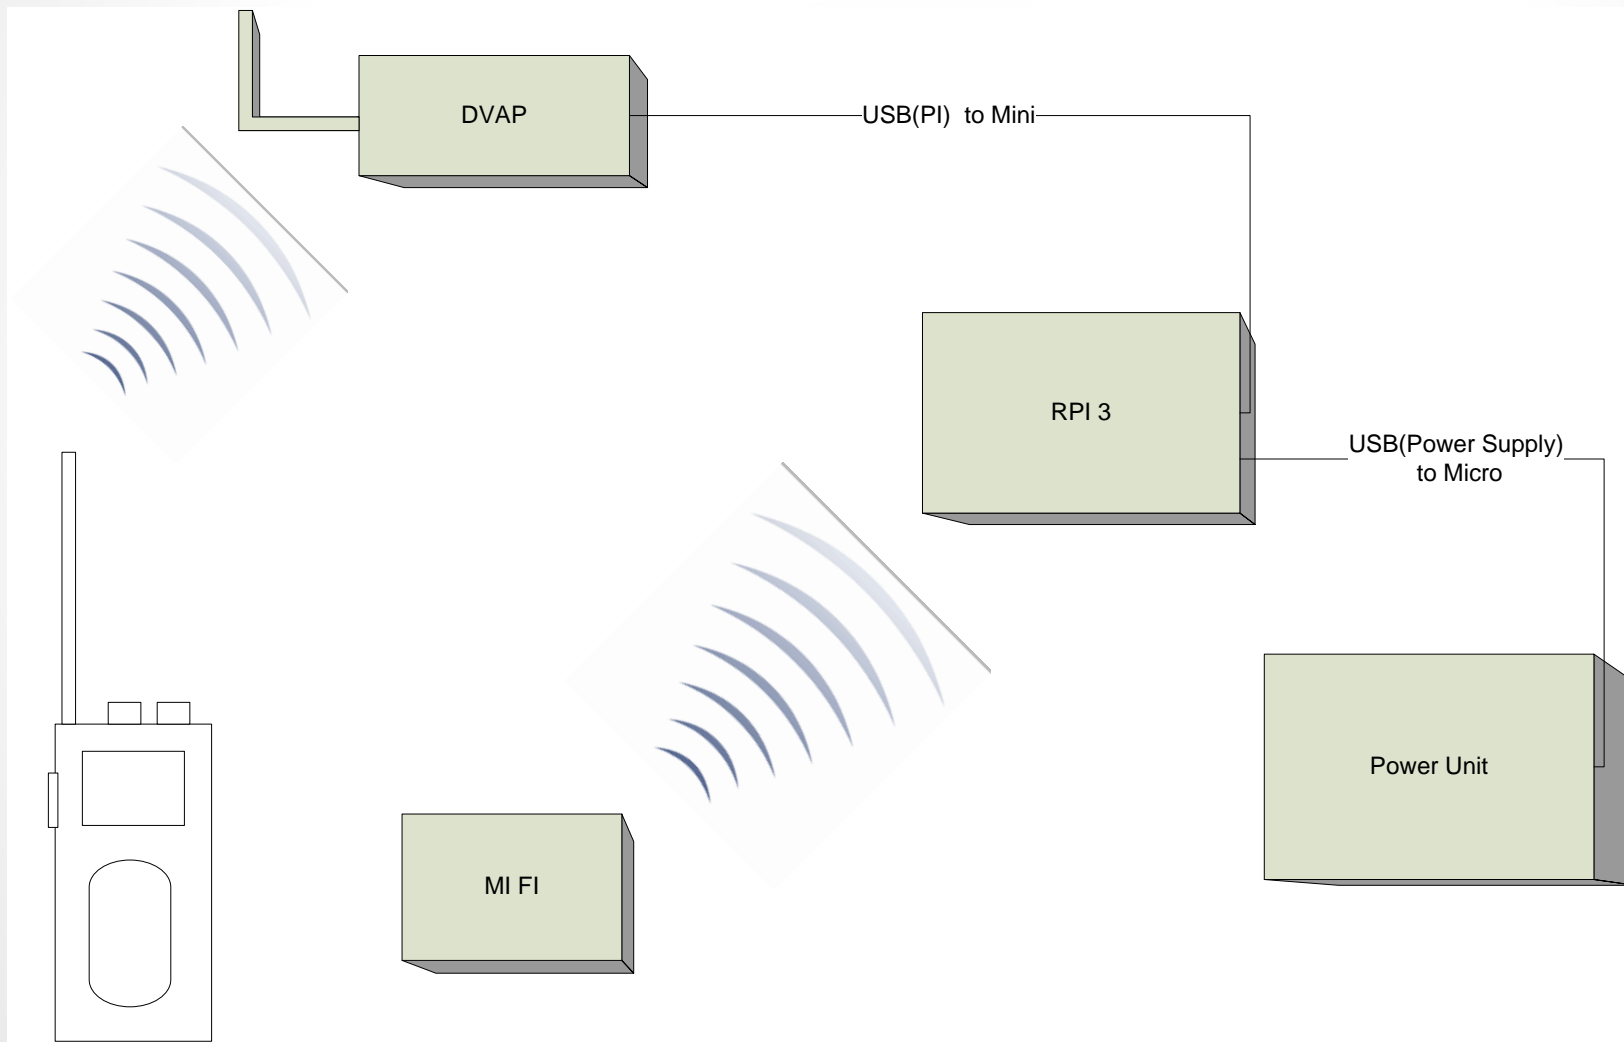 DVAP
USB(PI)  to Mini
RPI 3
USB(Power Supply)
to Micro
Power Unit
MI FI